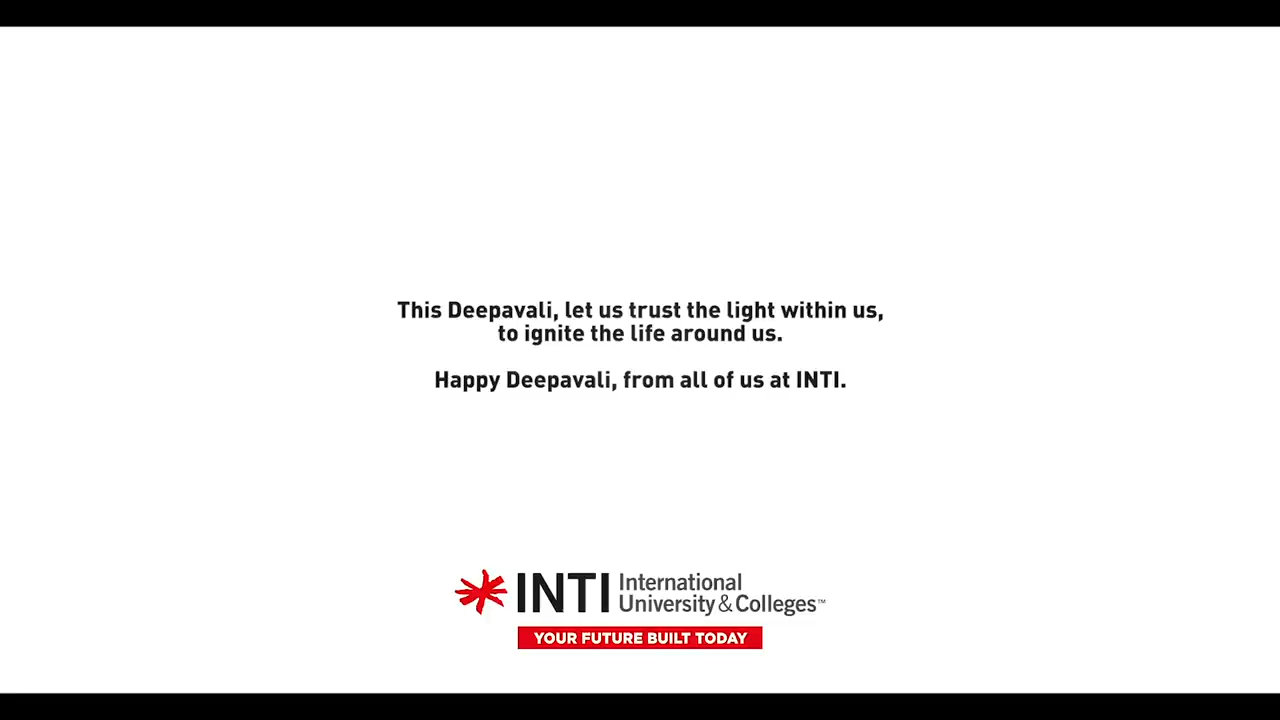 This Deepavali, let us trust the light within us,
to ignite the life around us.
Happy Deepavali, from all of us at INTI.
INTI International
University & Colleges™
YOUR FUTURE BUILT TODAY